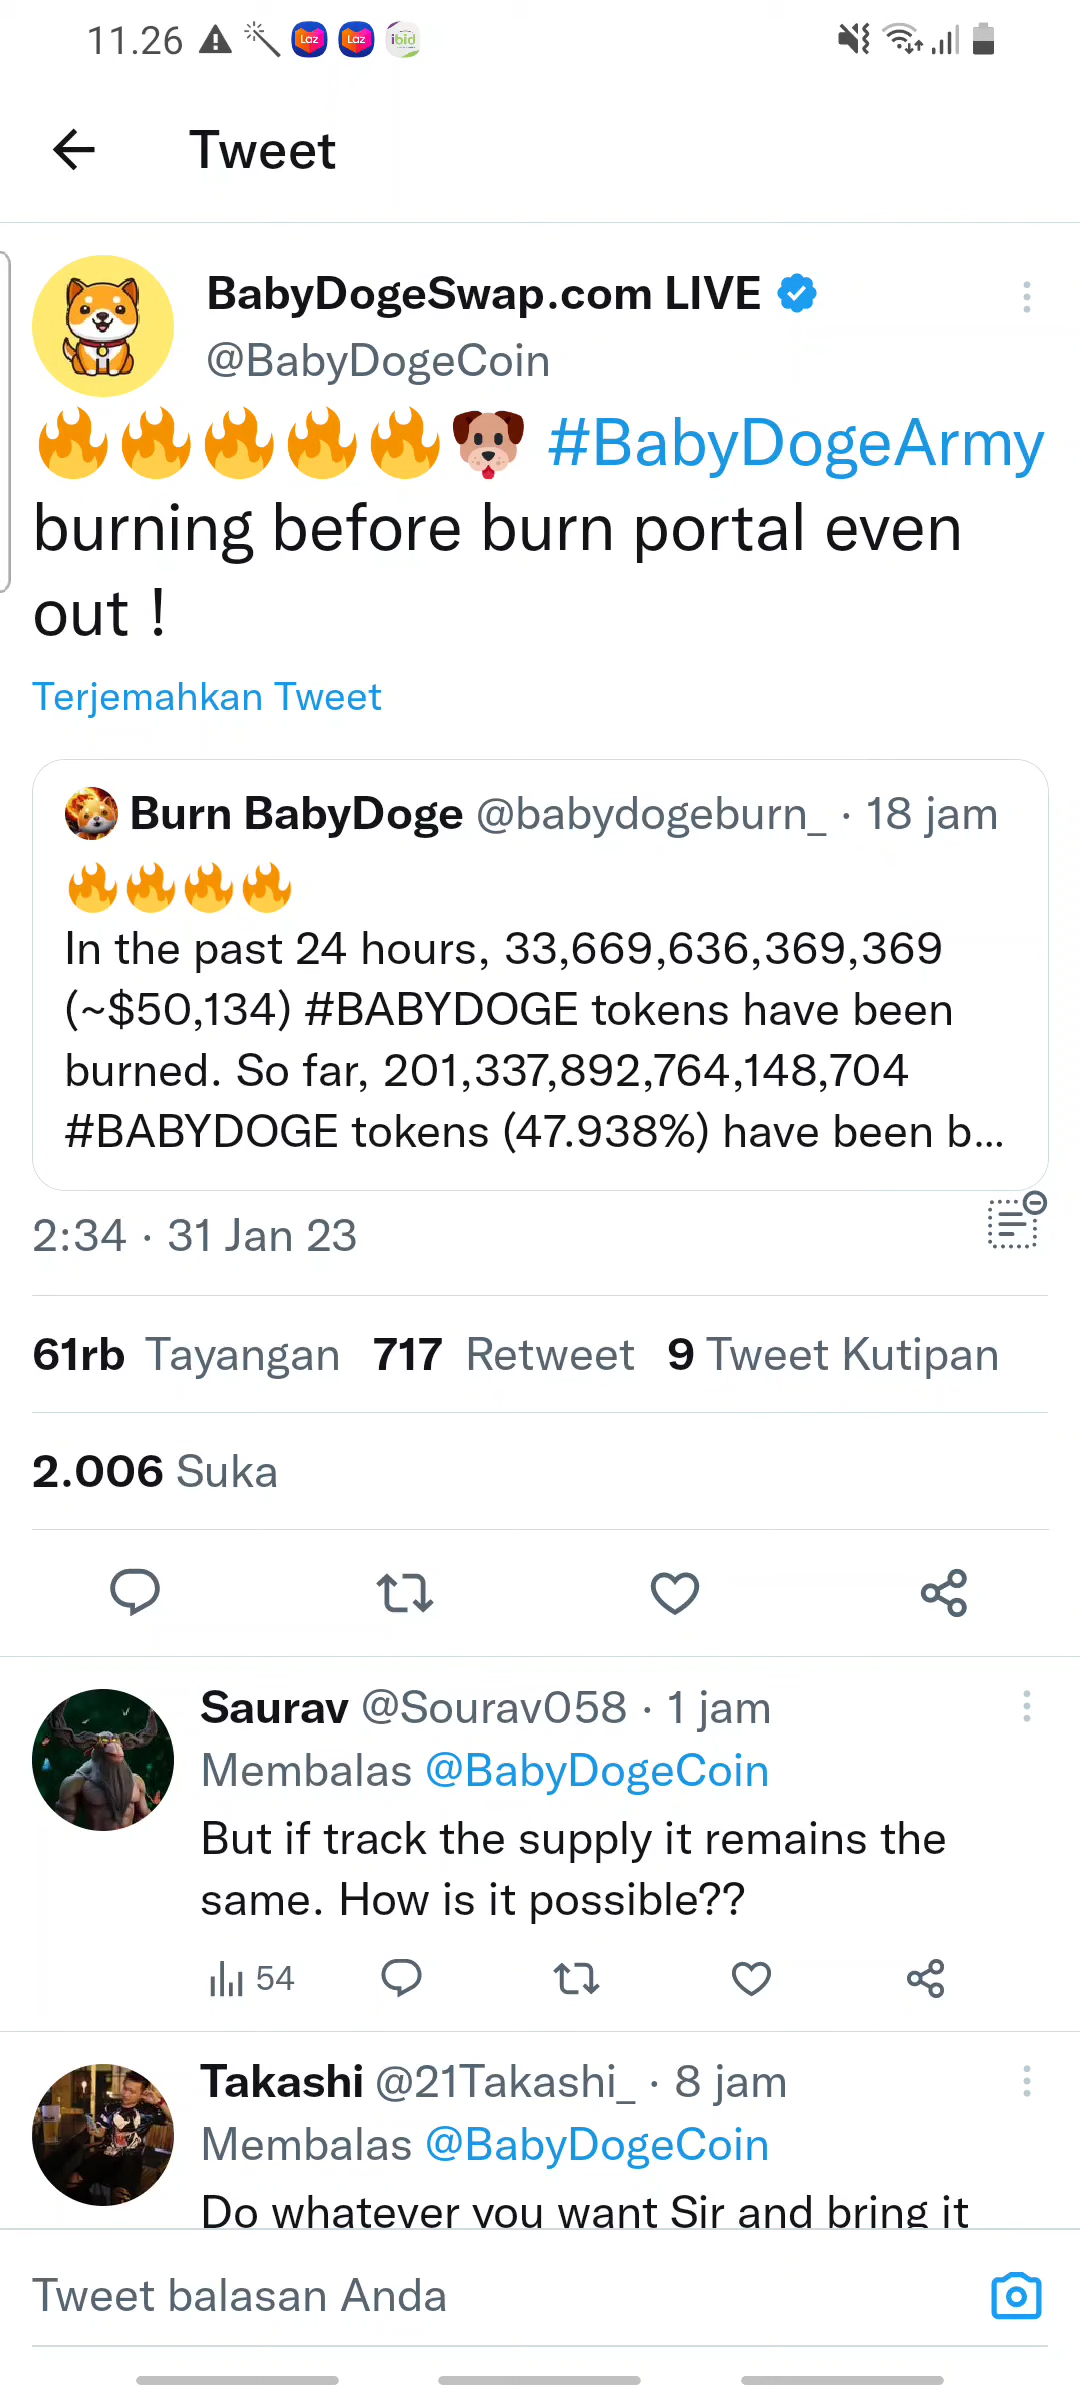 11.26
Laz
Laz
ibid
Tweet
BabyDogeSwap.com LIVE
@BabyDogeCoin
🔥🔥🔥🔥🔥🐶 #BabyDogeArmy
burning before burn portal even
out !
Terjemahkan Tweet
Burn BabyDoge @babydogeburn_ · 18 jam
🔥🔥🔥🔥
In the past 24 hours, 33,669,636,369,369
(~$50,134) #BABYDOGE tokens have been
burned. So far, 201,337,892,764,148,704
#BABYDOGE tokens (47.938%) have been b...
2:34 · 31 Jan 23
61rb Tayangan 717 Retweet 9 Tweet Kutipan
2.006 Suka
Saurav @Sourav058 · 1 jam
Membalas @BabyDogeCoin
But if track the supply it remains the
same. How is it possible??
54
Takashi @21Takashi_ · 8 jam
Membalas @BabyDogeCoin
Do whatever you want Sir and bring it
Tweet balasan Anda